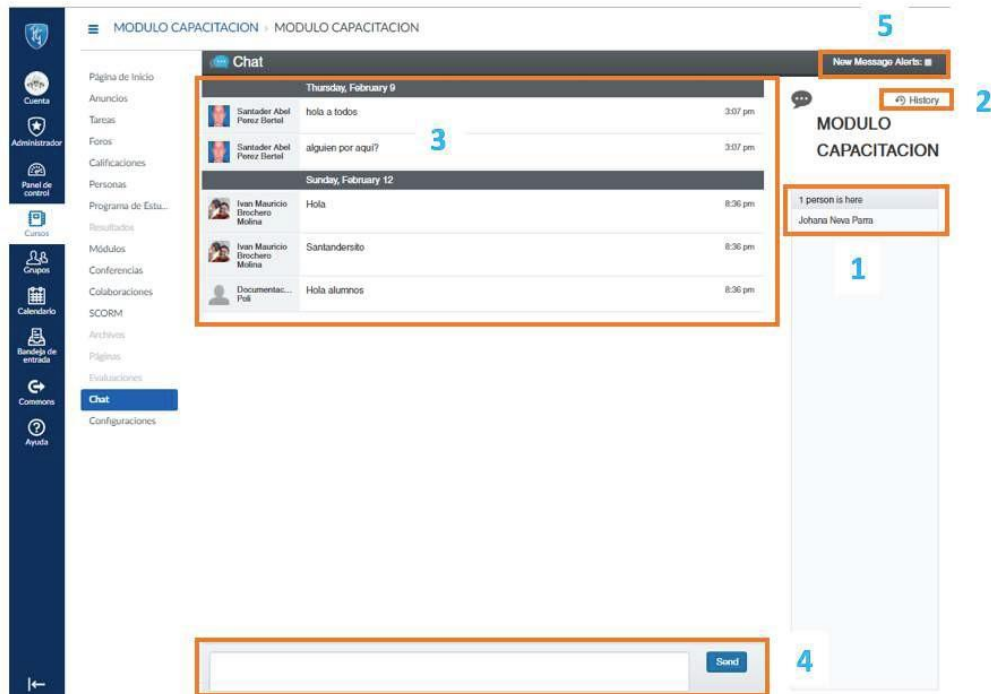 MODULO CAPACITACION › MODULO CAPACITACION
5
Cuenta
Administrador
Panel de
control
Cursos
Grupos
Calendario
Bandeja de
entrada
Commons
Ayuda
Página de Inicio
Anuncios
Tareas
Foros
Calificaciones
Personas
Programa de Estu...
Resultados
Módulos
Conferencias
Colaboraciones
SCORM
Archivos
Páginas
Evaluaciones
Chat
Configuraciones
Chat
New Message Alerts:
Thursday, February 9
Santader Abel
Perez Bertel
hola a todos
3:07 pm
Santader Abel
Perez Bertel
alguien por aquí?
3:07 pm
3
Sunday, February 12
Ivan Mauricio
Brochero
Molina
Hola
8:36 pm
Ivan Mauricio
Brochero
Molina
Santandersito
8:36 pm
Documentac...
Poli
Hola alumnos
8:36 pm
History
2
MODULO
CAPACITACION
1 person is here
Johana Neva Parra
1
Send
4